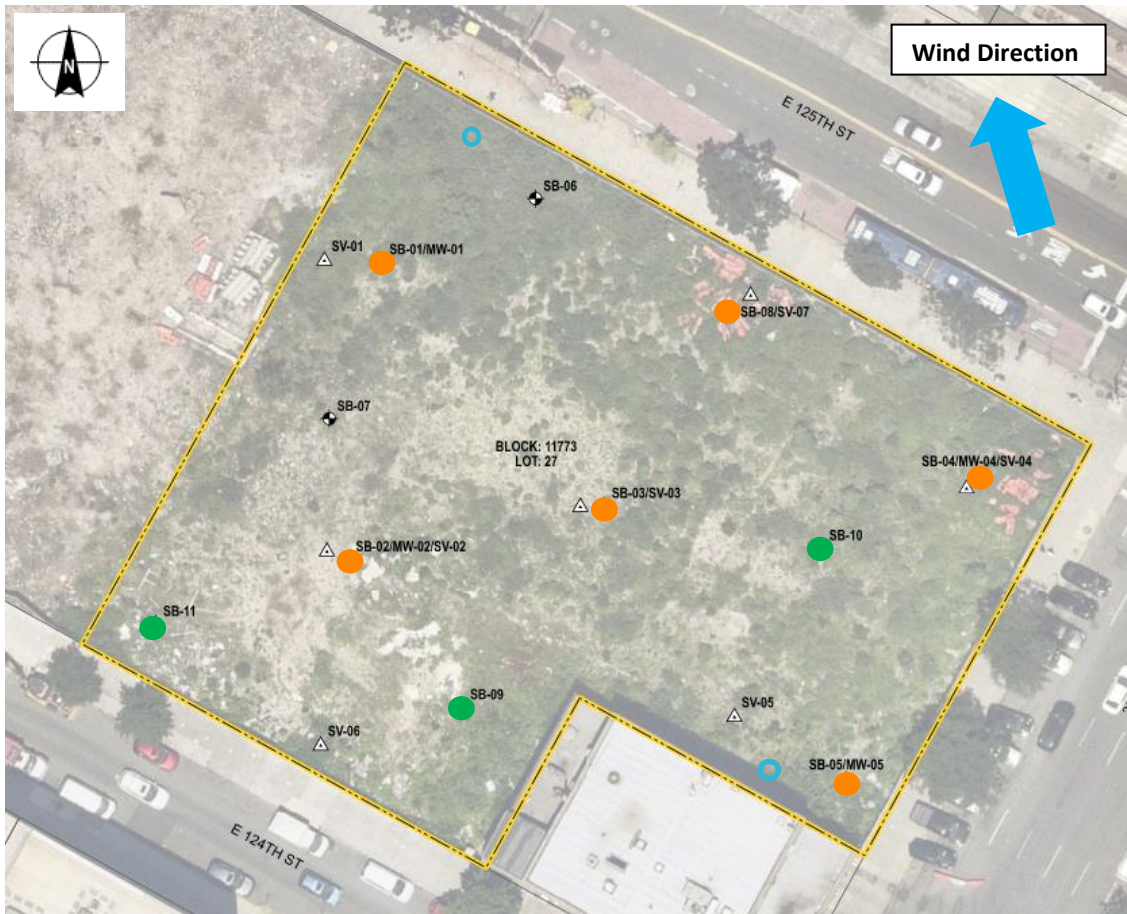 N
Wind Direction
E 125TH ST
SB-06
SV-01
SB-01/MW-01
SB-08/SV-07
SB-07
BLOCK: 11773
LOT: 27
SB-04/MW-04/SV-04
SB-03/SV-03
SB-10
SB-02/MW-02/SV-02
SB-11
SB-09
SV-05
SV-06
SB-05/MW-05
E 124TH ST